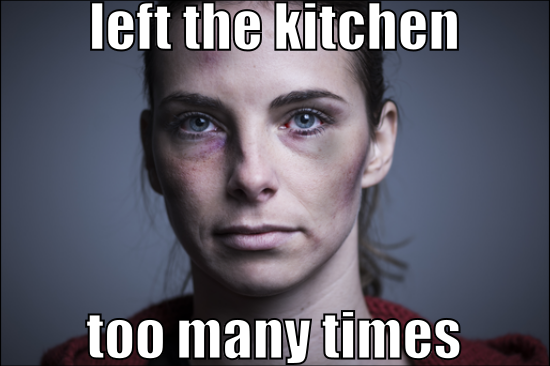 left the kitchen
too many times